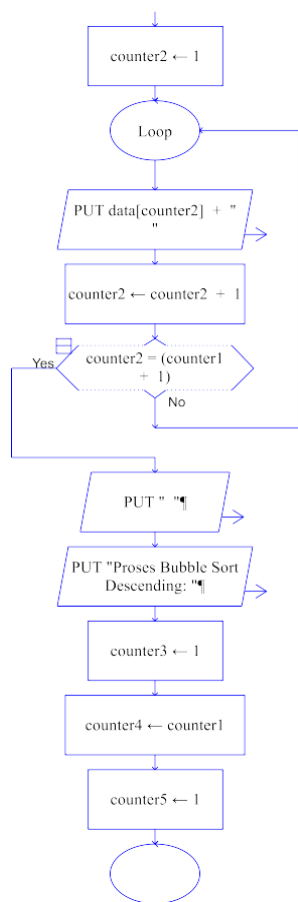 counter2 ← 1
Loop
PUT data[counter2] + "
"
counter2 ← counter2 + 1
Yes
counter2 = (counter1
+ 1)
No
PUT " "¶
PUT "Proses Bubble Sort
Descending: "¶
counter3 ← 1
counter4 ← counter1
counter5 ← 1